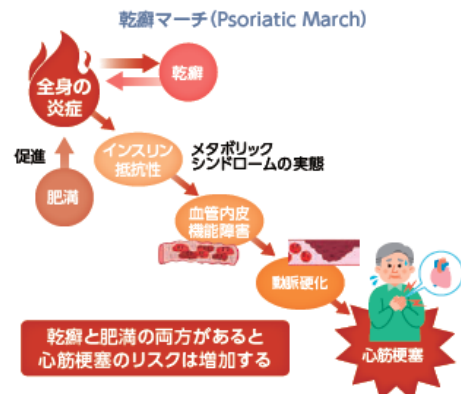 乾癬マーチ(Psoriatic March)
全身の
炎症
乾癬
促進
肥満
インスリン
抵抗性
メタボリック
シンドロームの実態
血管内皮
機能障害
動脈硬化
心筋梗塞
乾癬と肥満の両方があると
心筋梗塞のリスクは増加する